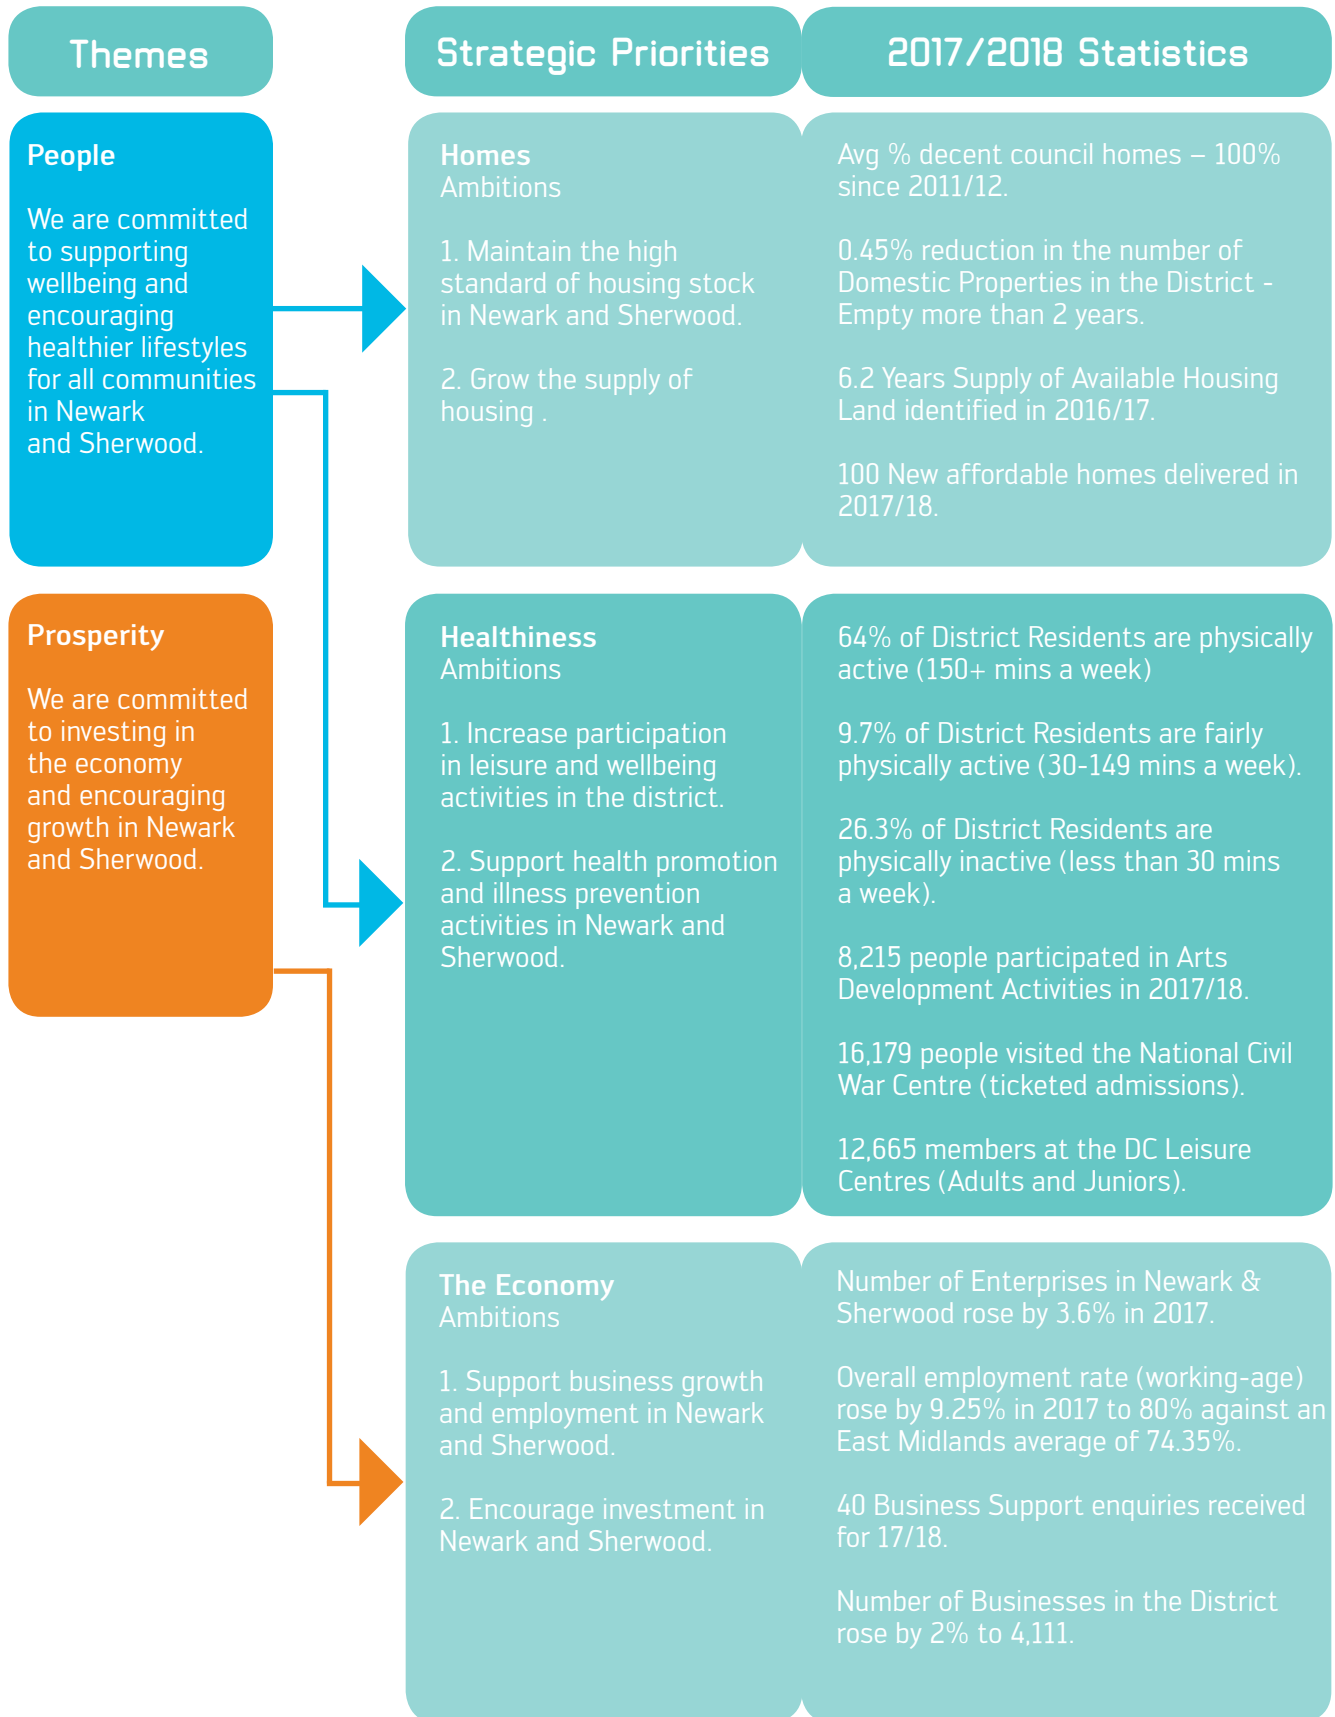 Themes
Strategic Priorities
2017/2018 Statistics
People
We are committed
to supporting
wellbeing and
encouraging
healthier lifestyles
for all communities
in Newark
and Sherwood.
Homes
Ambitions
1. Maintain the high
standard of housing stock
in Newark and Sherwood.
2. Grow the supply of
housing .
Avg % decent council homes – 100%
since 2011/12.
0.45% reduction in the number of
Domestic Properties in the District -
Empty more than 2 years.
6.2 Years Supply of Available Housing
Land identified in 2016/17.
100 New affordable homes delivered in
2017/18.
Prosperity
We are committed
to investing in
the economy
and encouraging
growth in Newark
and Sherwood.
Healthiness
Ambitions
1. Increase participation
in leisure and wellbeing
activities in the district.
2. Support health promotion
and illness prevention
activities in Newark and
Sherwood.
64% of District Residents are physically
active (150+ mins a week)
9.7% of District Residents are fairly
physically active (30-149 mins a week).
26.3% of District Residents are
physically inactive (less than 30 mins
a week).
8,215 people participated in Arts
Development Activities in 2017/18.
16,179 people visited the National Civil
War Centre (ticketed admissions).
12,665 members at the DC Leisure
Centres (Adults and Juniors).
The Economy
Ambitions
1. Support business growth
and employment in Newark
and Sherwood.
2. Encourage investment in
Newark and Sherwood.
Number of Enterprises in Newark &
Sherwood rose by 3.6% in 2017.
Overall employment rate (working-age)
rose by 9.25% in 2017 to 80% against an
East Midlands average of 74.35%.
40 Business Support enquiries received
for 17/18.
Number of Businesses in the District
rose by 2% to 4,111.